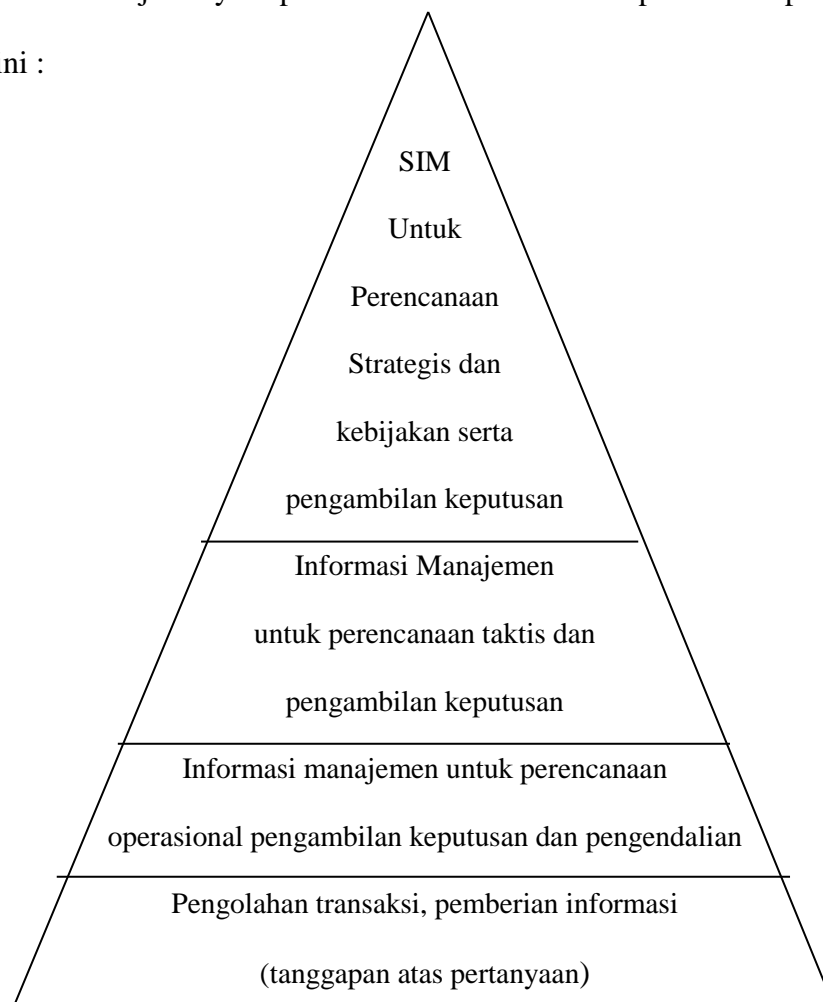 ini :
SIM
Untuk
Perencanaan
Strategis dan
kebijakan serta
pengambilan keputusan
Informasi Manajemen
untuk perencanaan taktis dan
pengambilan keputusan
Informasi manajemen untuk perencanaan
operasional pengambilan keputusan dan pengendalian
Pengolahan transaksi, pemberian informasi
(tanggapan atas pertanyaan)